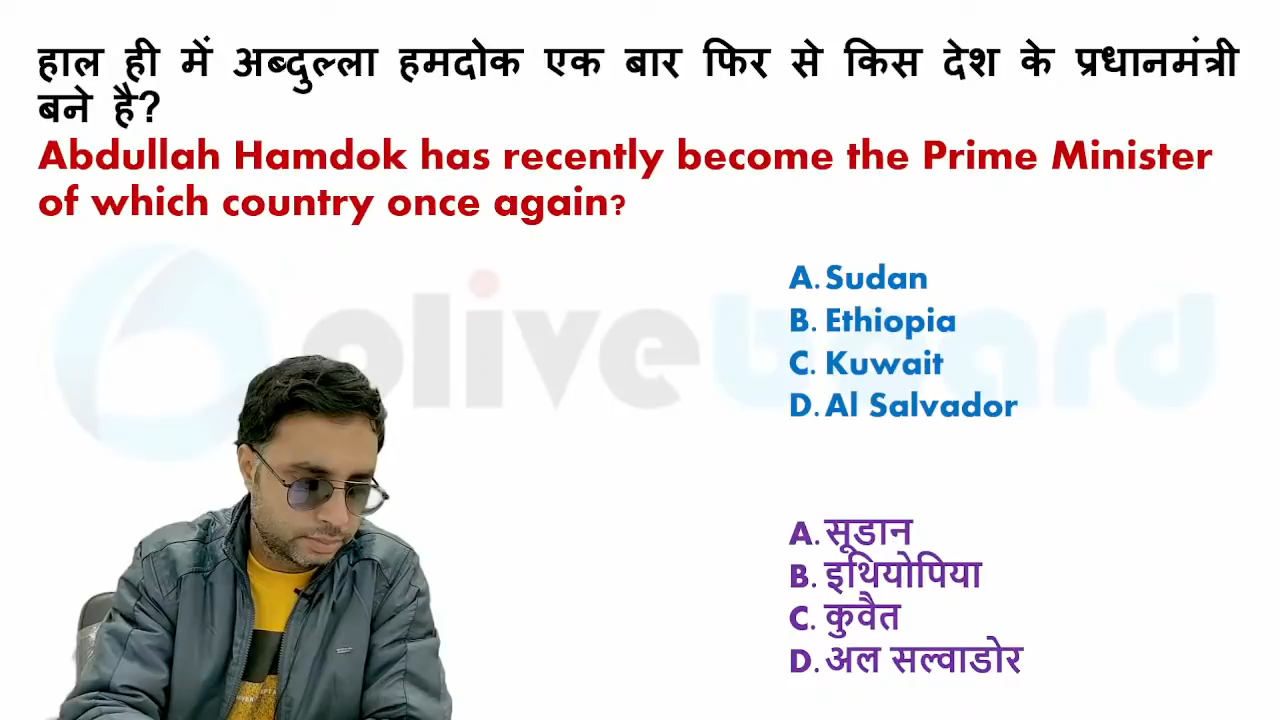 हाल ही में अब्दुल्ला हमदोक एक बार फिर से किस देश के प्रधानमंत्री
बने है?
Abdullah Hamdok has recently become the Prime Minister
of which country once again?
oliveboard
A. Sudan
B. Ethiopia
C. Kuwait
D. Al Salvador
A. सूडान
B. इथियोपिया
C. कुवैत
D. अल सल्वाडोर